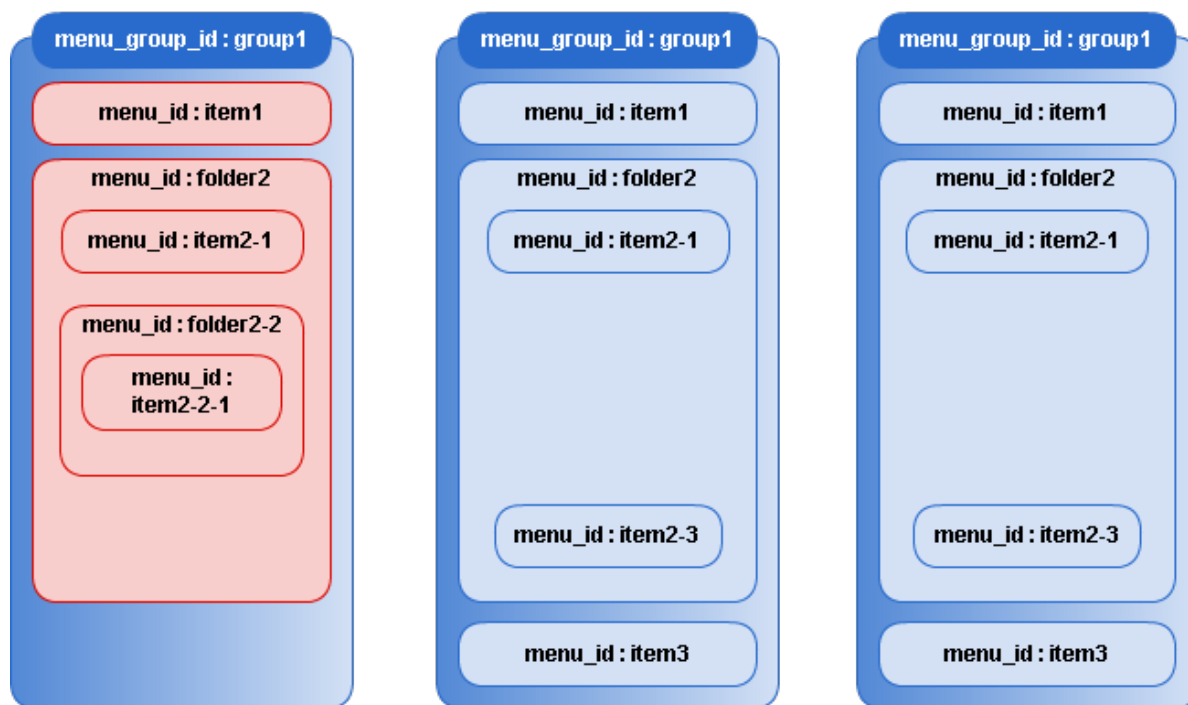 menu_group_id : group1
menu_id : item1
menu_id : folder2
menu_id : item2-1
menu_id : folder2-2
menu_id :
item2-2-1
menu_group_id : group1
menu_id : item1
menu_id : folder2
menu_id : item2-1
menu_id : item2-3
menu_id : item3
menu_group_id : group1
menu_id : item1
menu_id : folder2
menu_id : item2-1
menu_id : item2-3
menu_id : item3